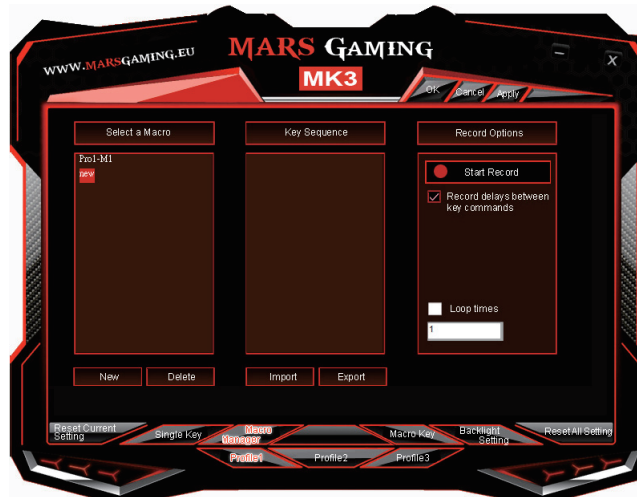 WWW.MARSGAMING.EU
MARS GAMING
MK3
X
OK Cancel Apply
Select a Macro
Key Sequence
Record Options
Pro1-M1
new
Start Record
Record delays between
key commands
Loop times
1
New
Delete
Import
Export
Reset Current
Setting
Single Key
Macro
Manager
Macro Key
Backlight
Setting
Reset All Setting
Profile1
Profile2
Profile3